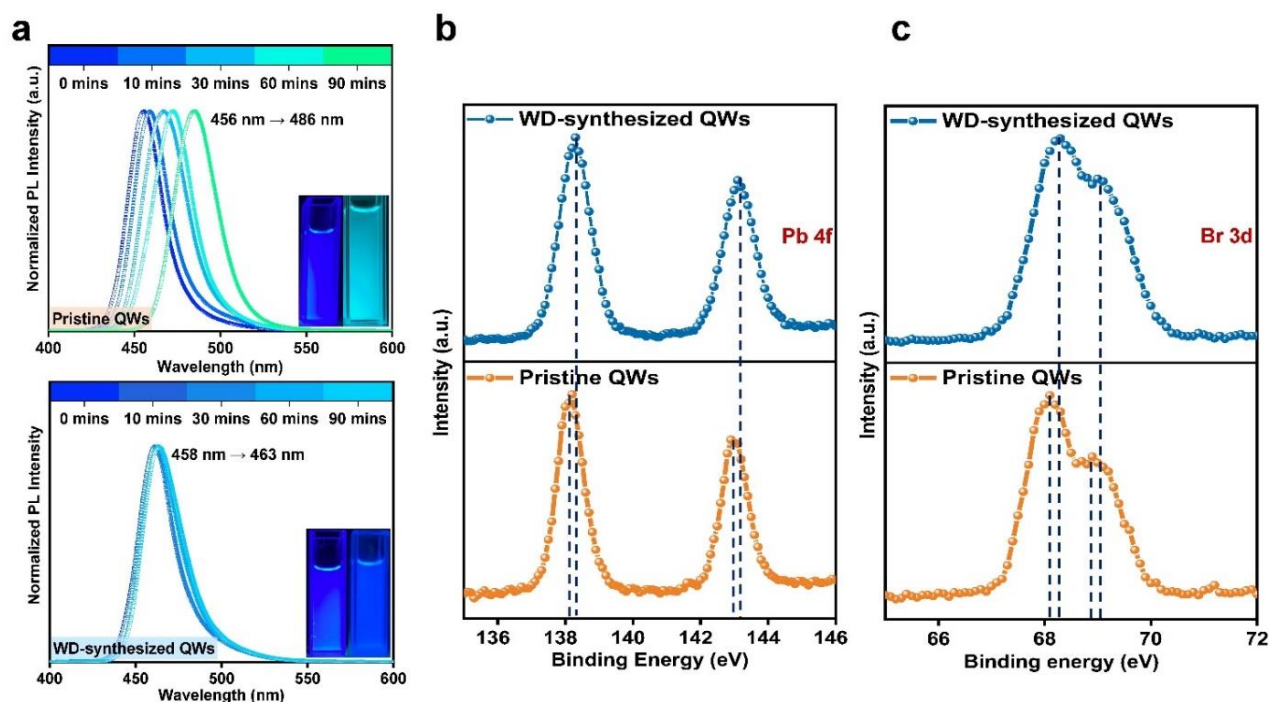 a
0 mins 10 mins 30 mins 60 mins 90 mins
456 nm → 486 nm
Normalized PL Intensity (a.u.)
Pristine QWs
400 450 500 550 600
Wavelength (nm)
0 mins 10 mins 30 mins 60 mins 90 mins
458 nm → 463 nm
Normalized PL Intensity
WD-synthesized QWs
400 450 500 550 600
Wavelength (nm)
b
WD-synthesized QWs
Pb 4f
Intensity (a.u.)
Pristine QWs
136 138 140 142 144 146
Binding Energy (eV)
c
WD-synthesized QWs
Br 3d
Intensity (a.u.)
Pristine QWs
66 68 70 72
Binding energy (eV)